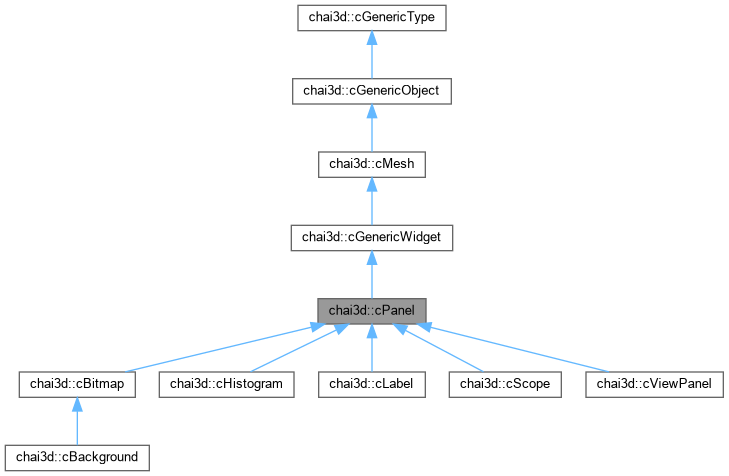 chai3d::cGenericType
chai3d::cGenericObject
chai3d::cMesh
chai3d::cGenericWidget
chai3d::cPanel
chai3d::cBitmap
chai3d::cHistogram
chai3d::cLabel
chai3d::cScope
chai3d::cViewPanel
chai3d::cBackground